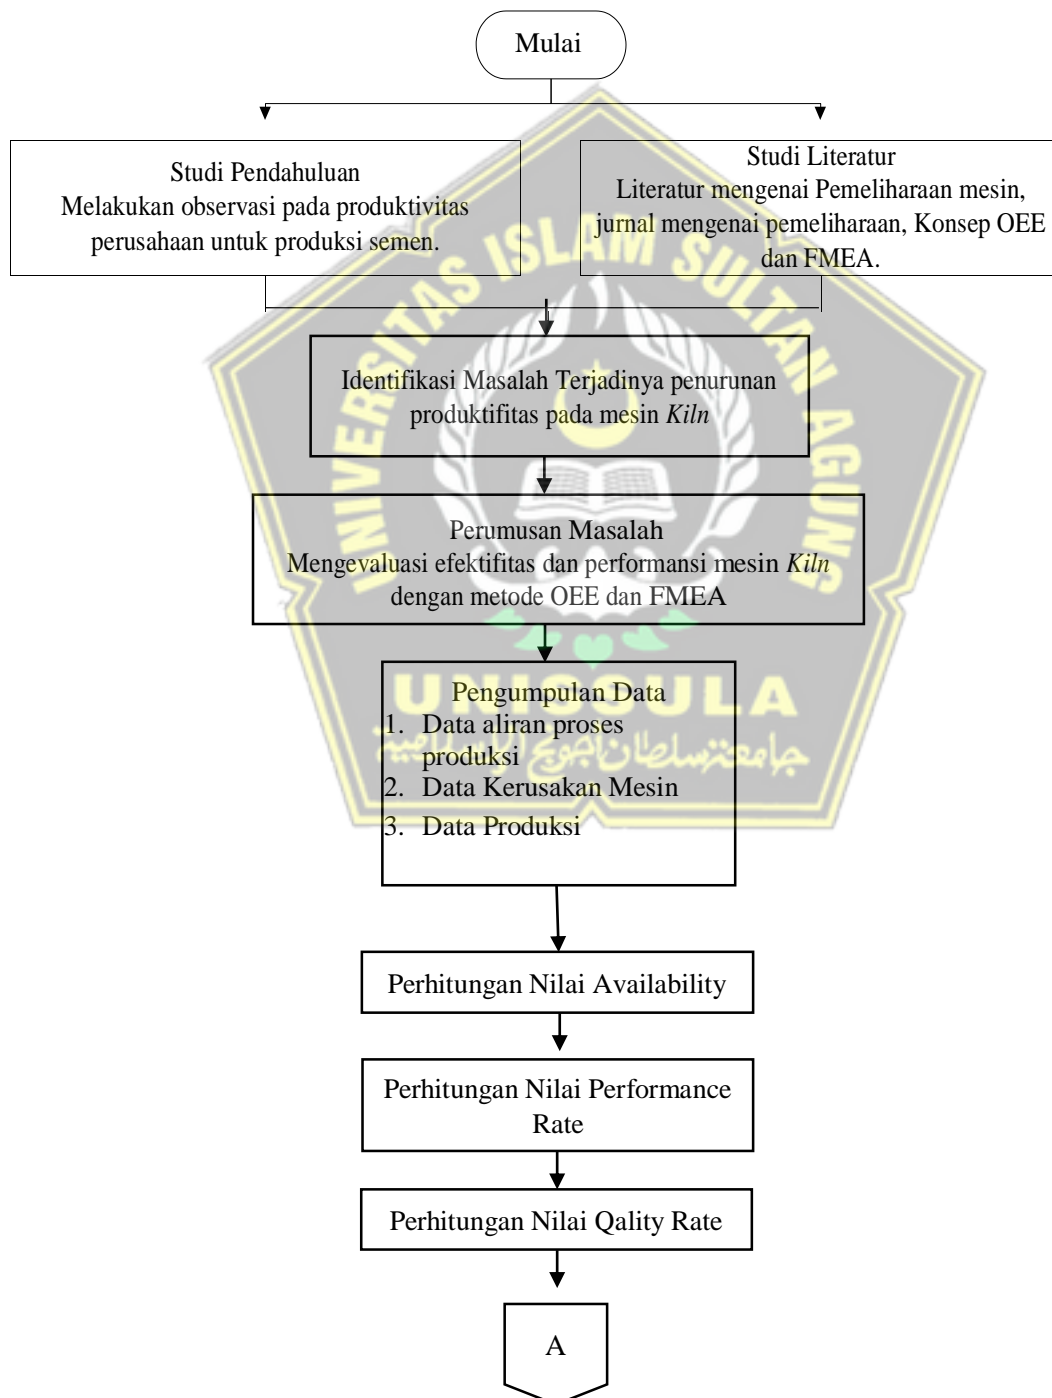 Mulai
Studi Pendahuluan
Melakukan observasi pada produktivitas
perusahaan untuk produksi semen.
Studi Literatur
Literatur mengenai Pemeliharaan mesin,
jurnal mengenai pemeliharaan, Konsep OEE
dan FMEA.
UNIVERSITAS ISLAM SULTAN AGUNG
Identifikasi Masalah Terjadinya penurunan
produktifitas pada mesin Kiln
Perumusan Masalah
Mengevaluasi efektifitas dan performansi mesin Kiln
dengan metode OEE dan FMEA
UNISSULA
جامعتسلطان أجونج الإسلامية
Pengumpulan Data
1. Data aliran proses
produksi
2. Data Kerusakan Mesin
3. Data Produksi
Perhitungan Nilai Availability
Perhitungan Nilai Performance
Rate
Perhitungan Nilai Qality Rate
A